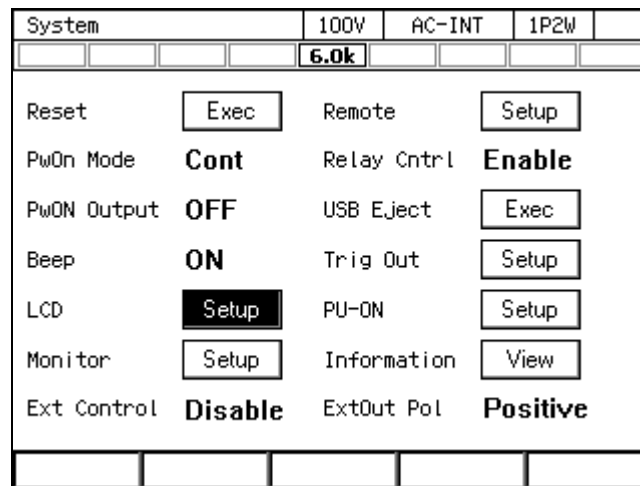 System 100V AC-INT 1P2W
6.0k
Reset Exec Remote Setup
PwOn Mode Cont Relay Cntrl Enable
PwON Output OFF USB Eject Exec
Beep ON Trig Out Setup
LCD Setup PU-ON Setup
Monitor Setup Information View
Ext Control Disable ExtOut Pol Positive